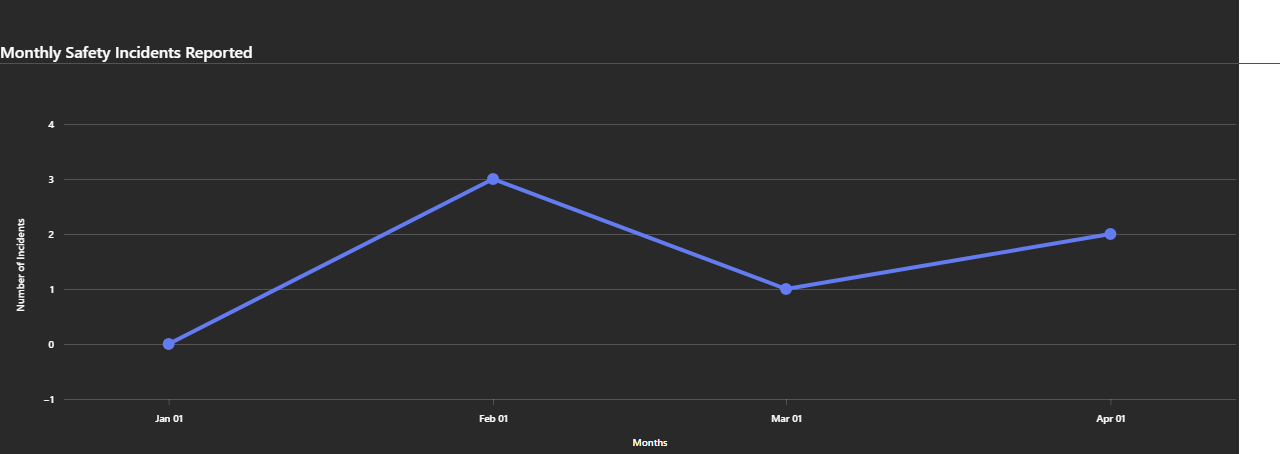 Monthly Safety Incidents Reported
4
3
2
1
0
−1
Number of Incidents
Jan 01 Feb 01 Mar 01 Apr 01
Months